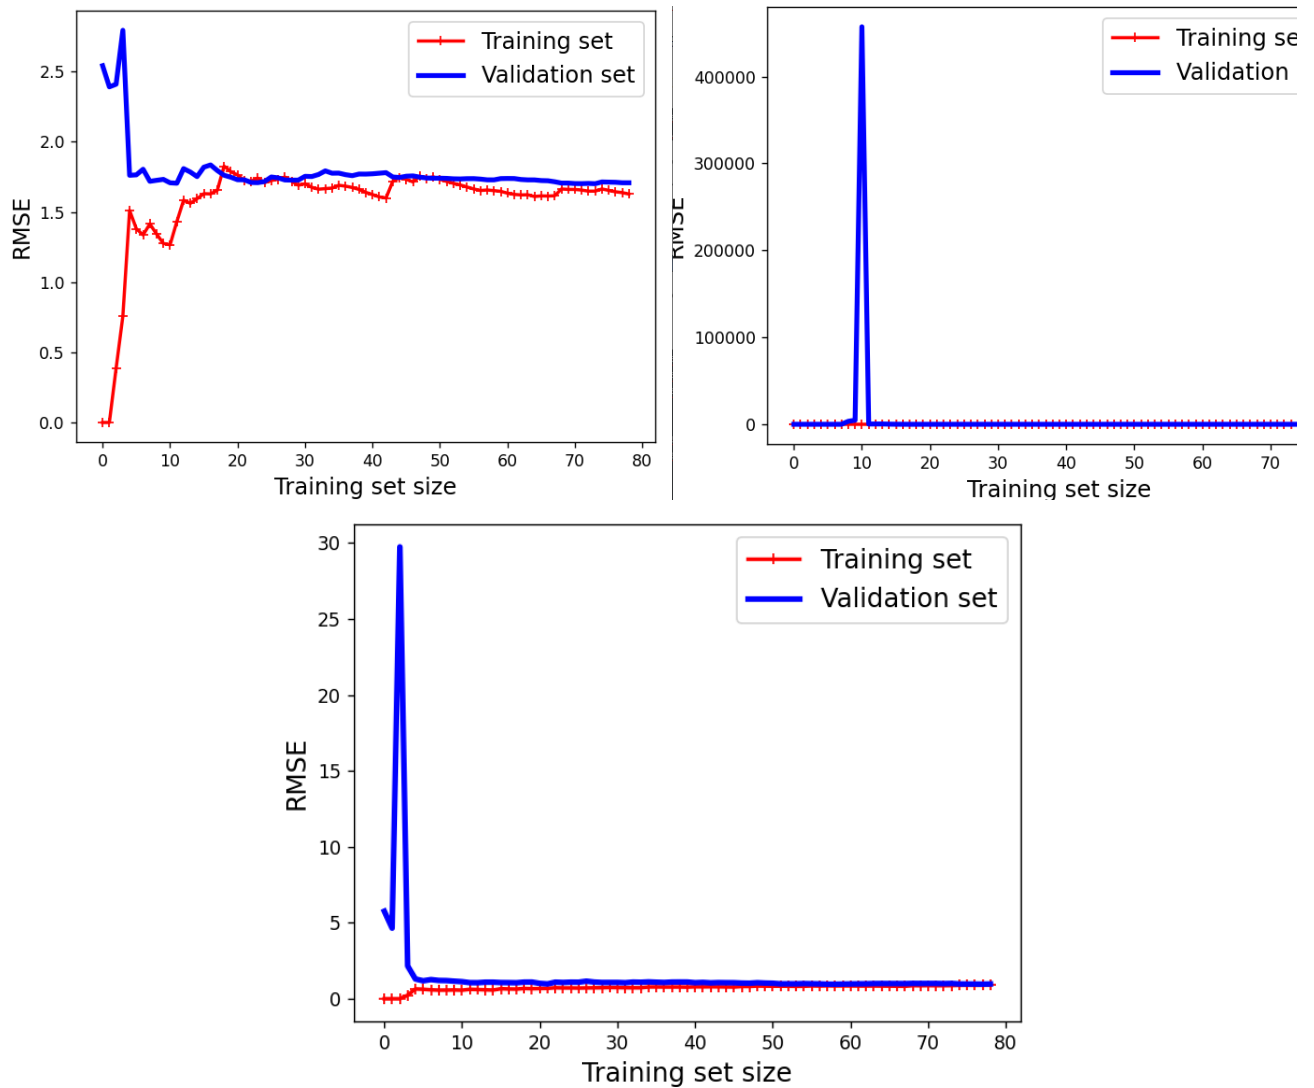 Training set
Validation set
2.5
2.0
1.5
1.0
0.5
0.0
RMSE
0 10 20 30 40 50 60 70 80
Training set size
Training se
Validation
400000
300000
200000
100000
0
RMSE
0 10 20 30 40 50 60 70
Training set size
Training set
Validation set
30
25
20
15
10
5
0
RMSE
0 10 20 30 40 50 60 70 80
Training set size